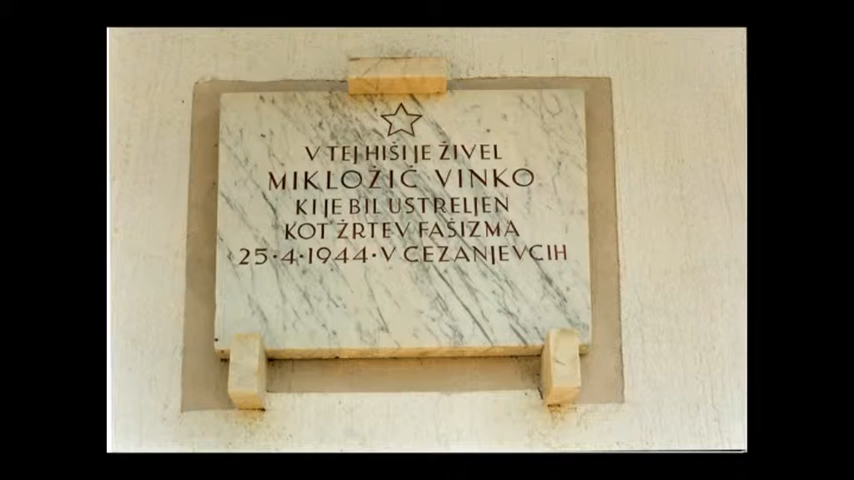 V TEJ HIŠI JE ŽIVEL
MIKLOŽIČ VINKO
KI JE BIL USTRELJEN
KOT ŽRTEV FAŠIZMA
25·4·1944·V CEZANJEVCIH